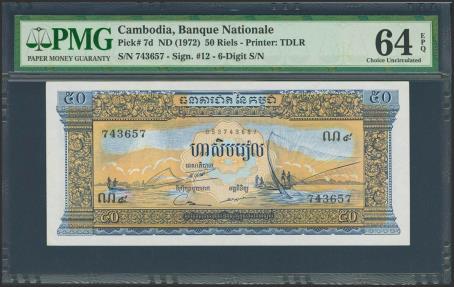 PMG
PAPER MONEY GUARANTY
Cambodia, Banque Nationale
Pick# 7d ND (1972) 50 Riels - Printer: TDLR
S/N 743657 - Sign. #12 - 6-Digit S/N
64 EPQ
Choice Uncirculated
៥០ ធនាគារជាតិនៃកម្ពុជា ៥០
743657
053743657
ហាសិបរៀល
743657
៥០ ៥០